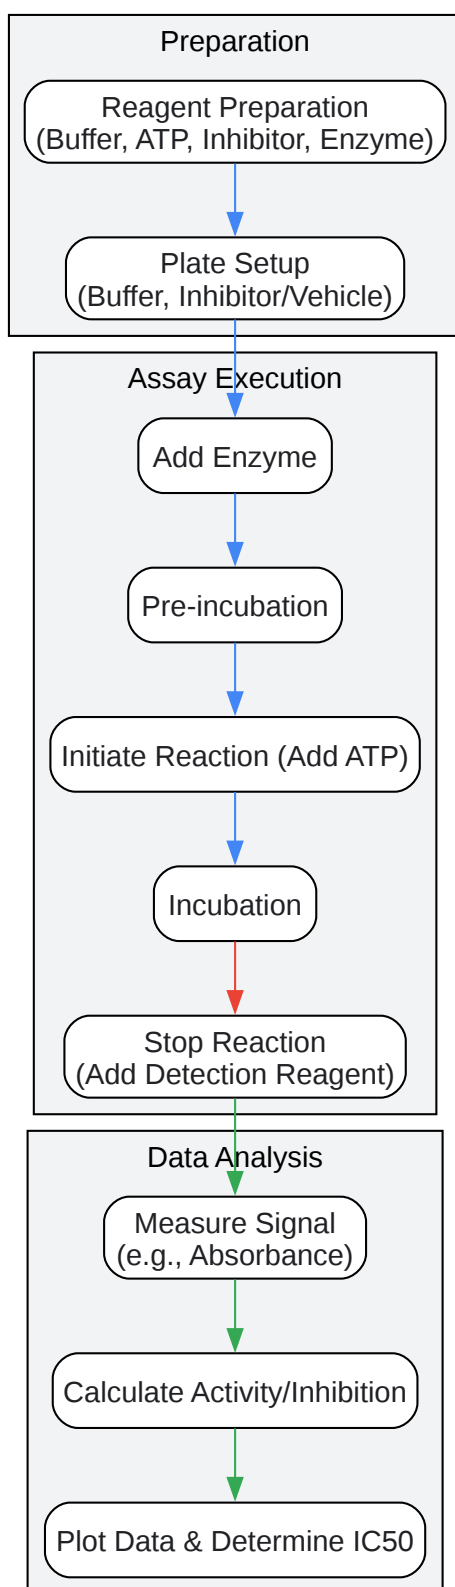 Preparation
Reagent Preparation
(Buffer, ATP, Inhibitor, Enzyme)
Plate Setup
(Buffer, Inhibitor/Vehicle)
Assay Execution
Add Enzyme
Pre-incubation
Initiate Reaction (Add ATP)
Incubation
Stop Reaction
(Add Detection Reagent)
Data Analysis
Measure Signal
(e.g., Absorbance)
Calculate Activity/Inhibition
Plot Data & Determine IC50